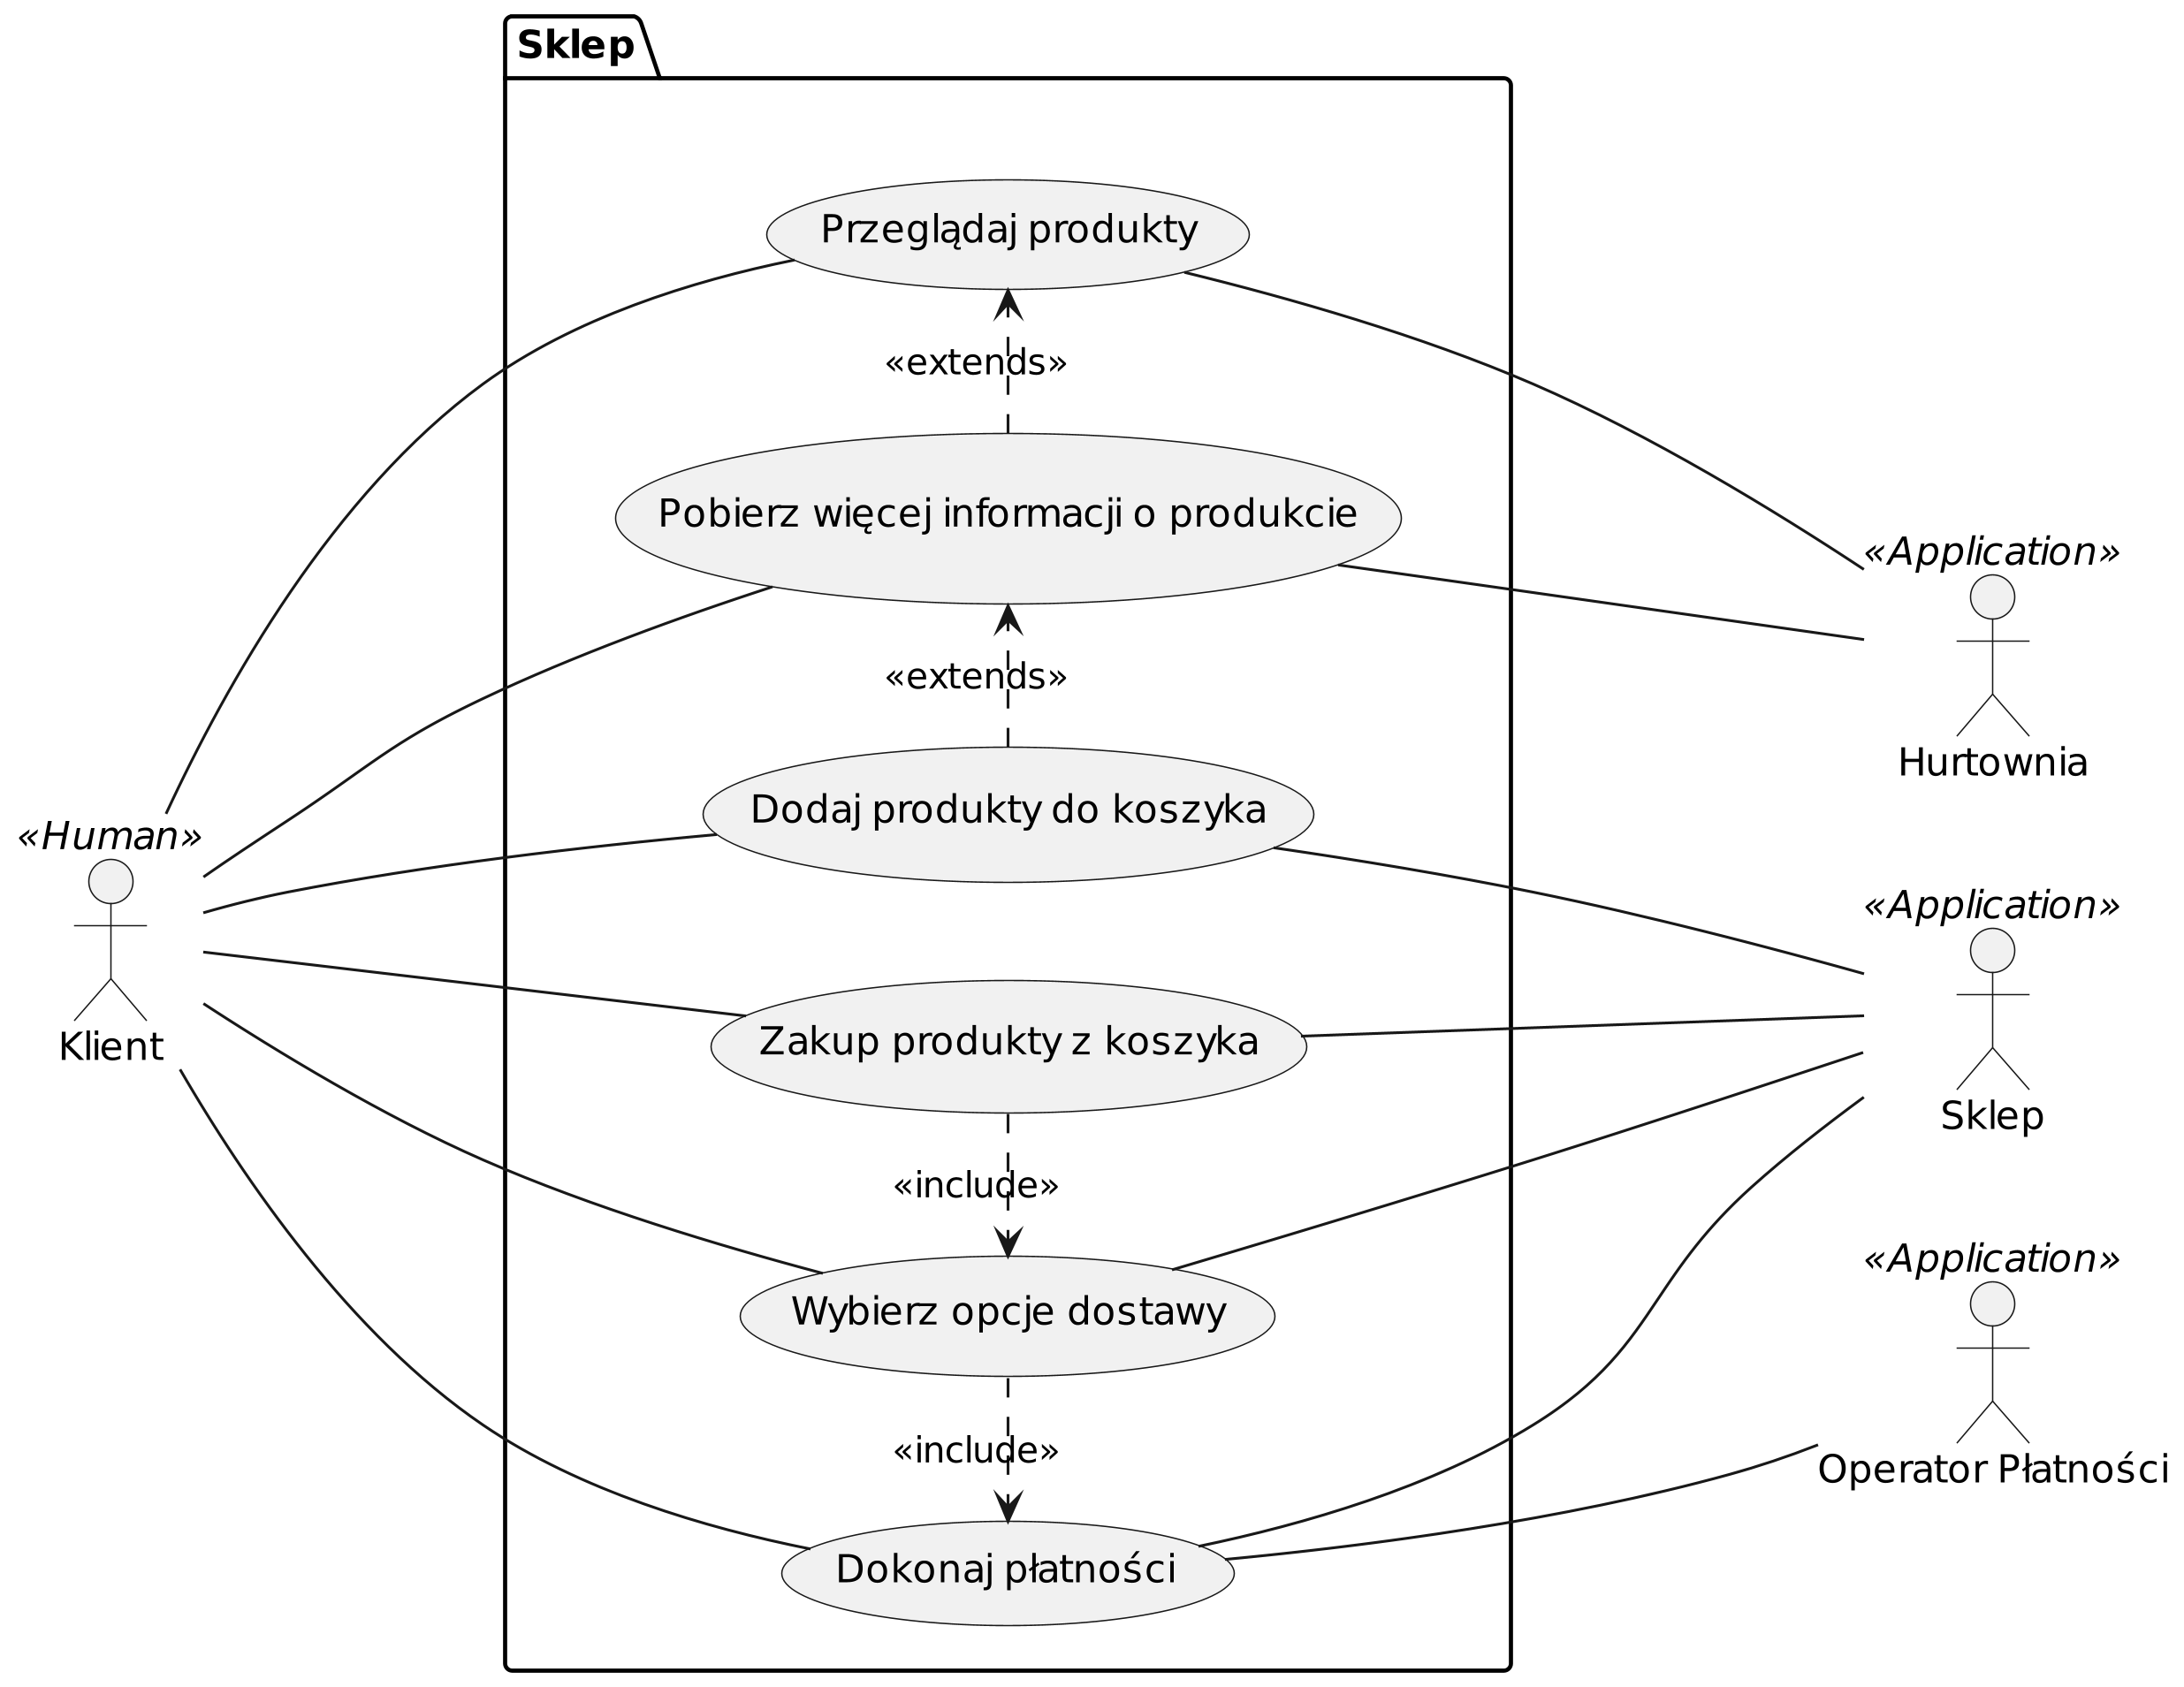 Sklep
Przeglądaj produkty
«extends»
Pobierz więcej informacji o produkcie
«Application»
Hurtownia
«extends»
Dodaj produkty do koszyka
«Human»
Klient
«Application»
Sklep
Zakup produkty z koszyka
«include»
Wybierz opcje dostawy
«Application»
Operator Płatności
«include»
Dokonaj płatności